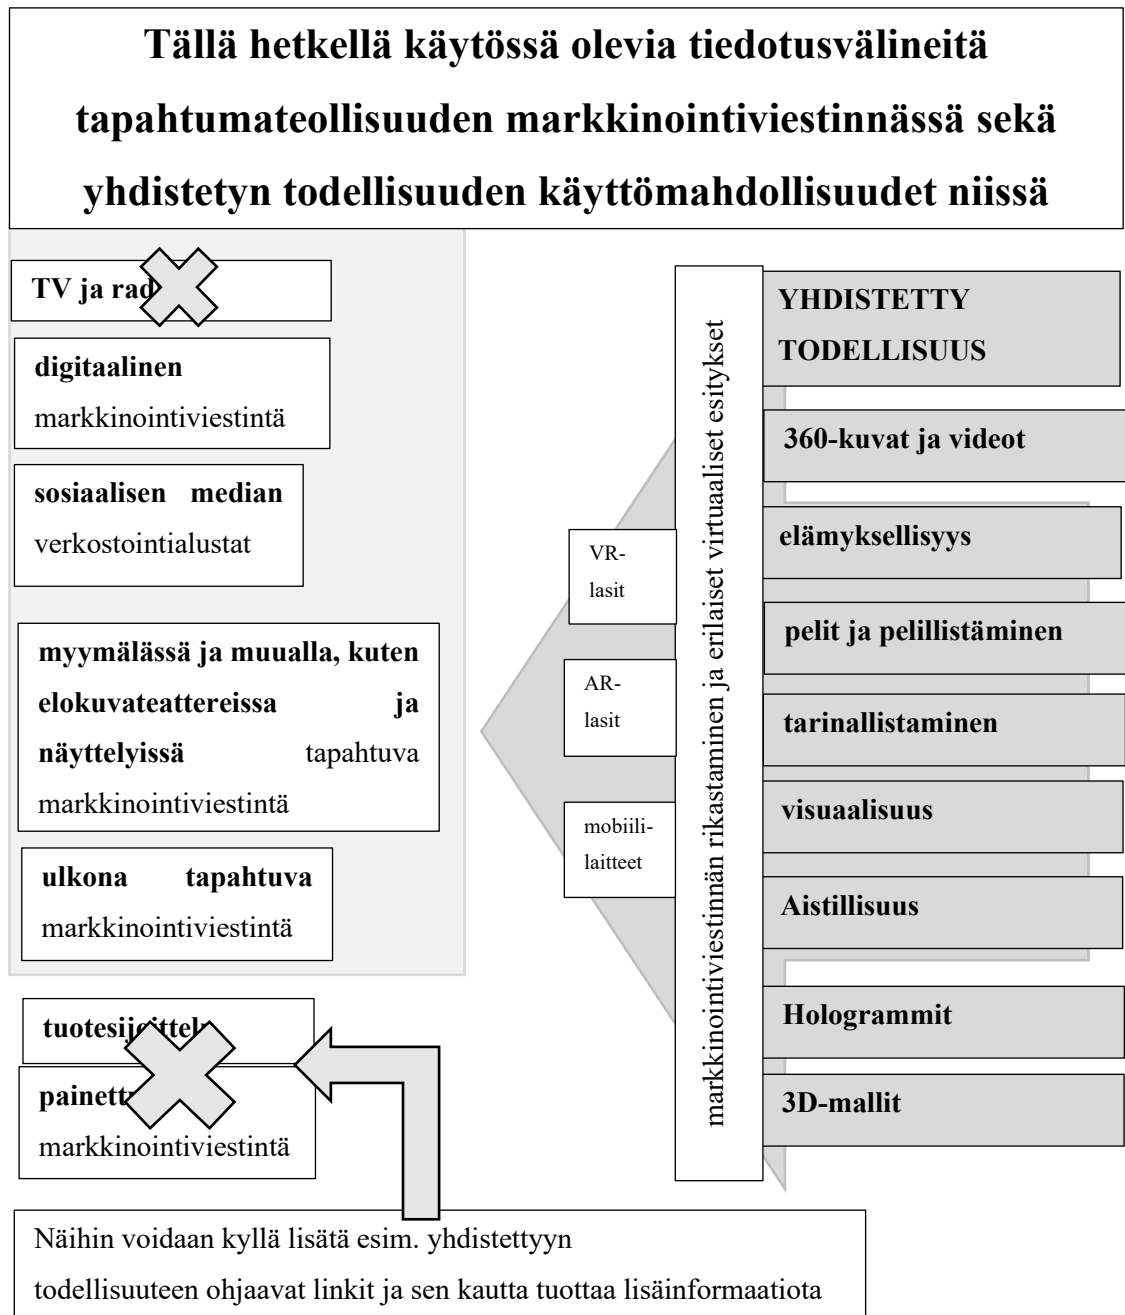 Tällä hetkellä käytössä olevia tiedotusvälineitä
tapahtumateollisuuden markkinointiviestinnässä sekä
yhdistetyn todellisuuden käyttömahdollisuudet niissä
TV ja rad
digitaalinen
markkinointiviestintä
sosiaalisen median
verkostointialustat
myymälässä ja muualla, kuten
elokuvateattereissa ja
näyttelyissä tapahtuva
markkinointiviestintä
ulkona tapahtuva
markkinointiviestintä
tuotesijoittelu
markkinointiviestintä
Näihin voidaan kyllä lisätä esim. yhdistettyyn
todellisuuteen ohjaavat linkit ja sen kautta tuottaa lisäinformaatiota
VR-
lasit
AR-
lasit
mobiili-
laitteet
markkinointiviestinnän rikastaminen ja erilaiset virtuaaliset esitykset
YHDISTETTY
TODELLISUUS
360-kuvat ja videot
elämyksellisyys
pelit ja pelillistäminen
tarinallistaminen
visuaalisuus
Aistillisuus
Hologrammit
3D-mallit